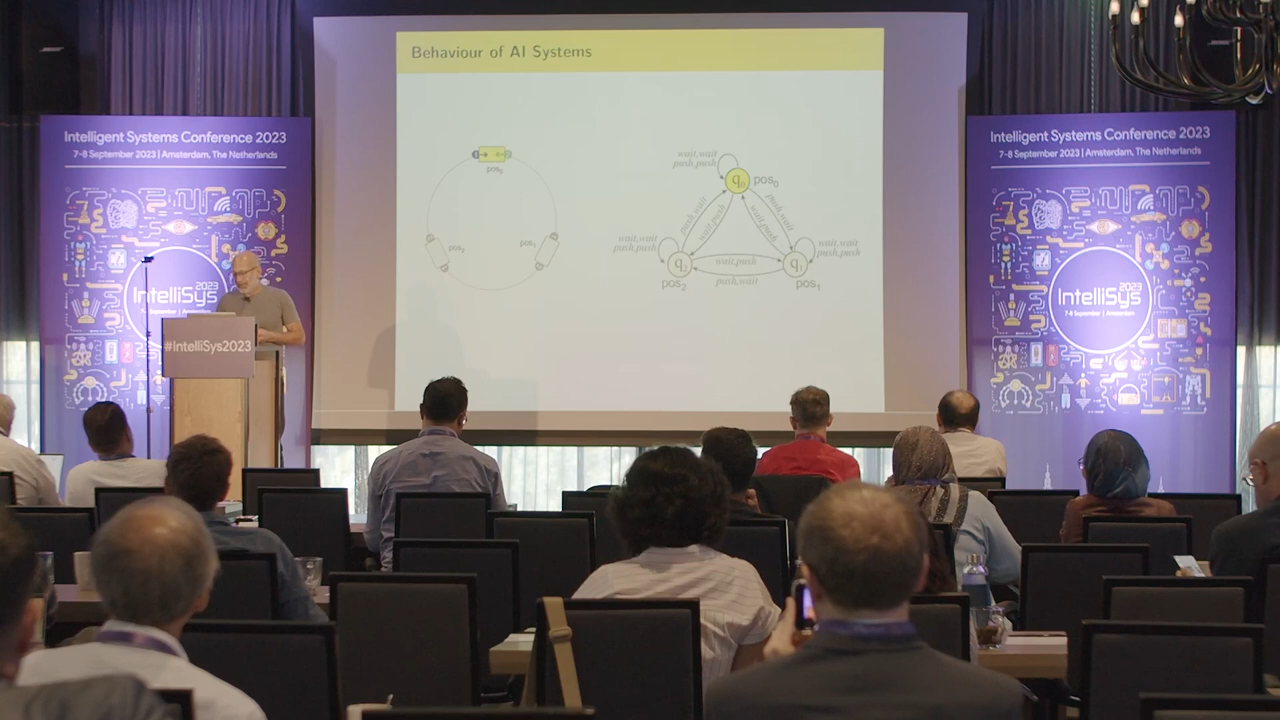 Behaviour of AI Systems
pos0
pos2
pos1
wait,wait
push,push
q0
pos0
push,wait
wait,push
wait,push
push,wait
wait,wait
push,push
q2
pos2
wait,push
push,wait
q1
pos1
wait,wait
push,push
Intelligent Systems Conference 2023
7-8 September 2023 | Amsterdam, The Netherlands
IntelliSys
2023
#IntelliSys2023
Intelligent Systems Conference 2023
7-8 September 2023 | Amsterdam, The Netherlands
2023
IntelliSys
7-8 September | Amsterdam